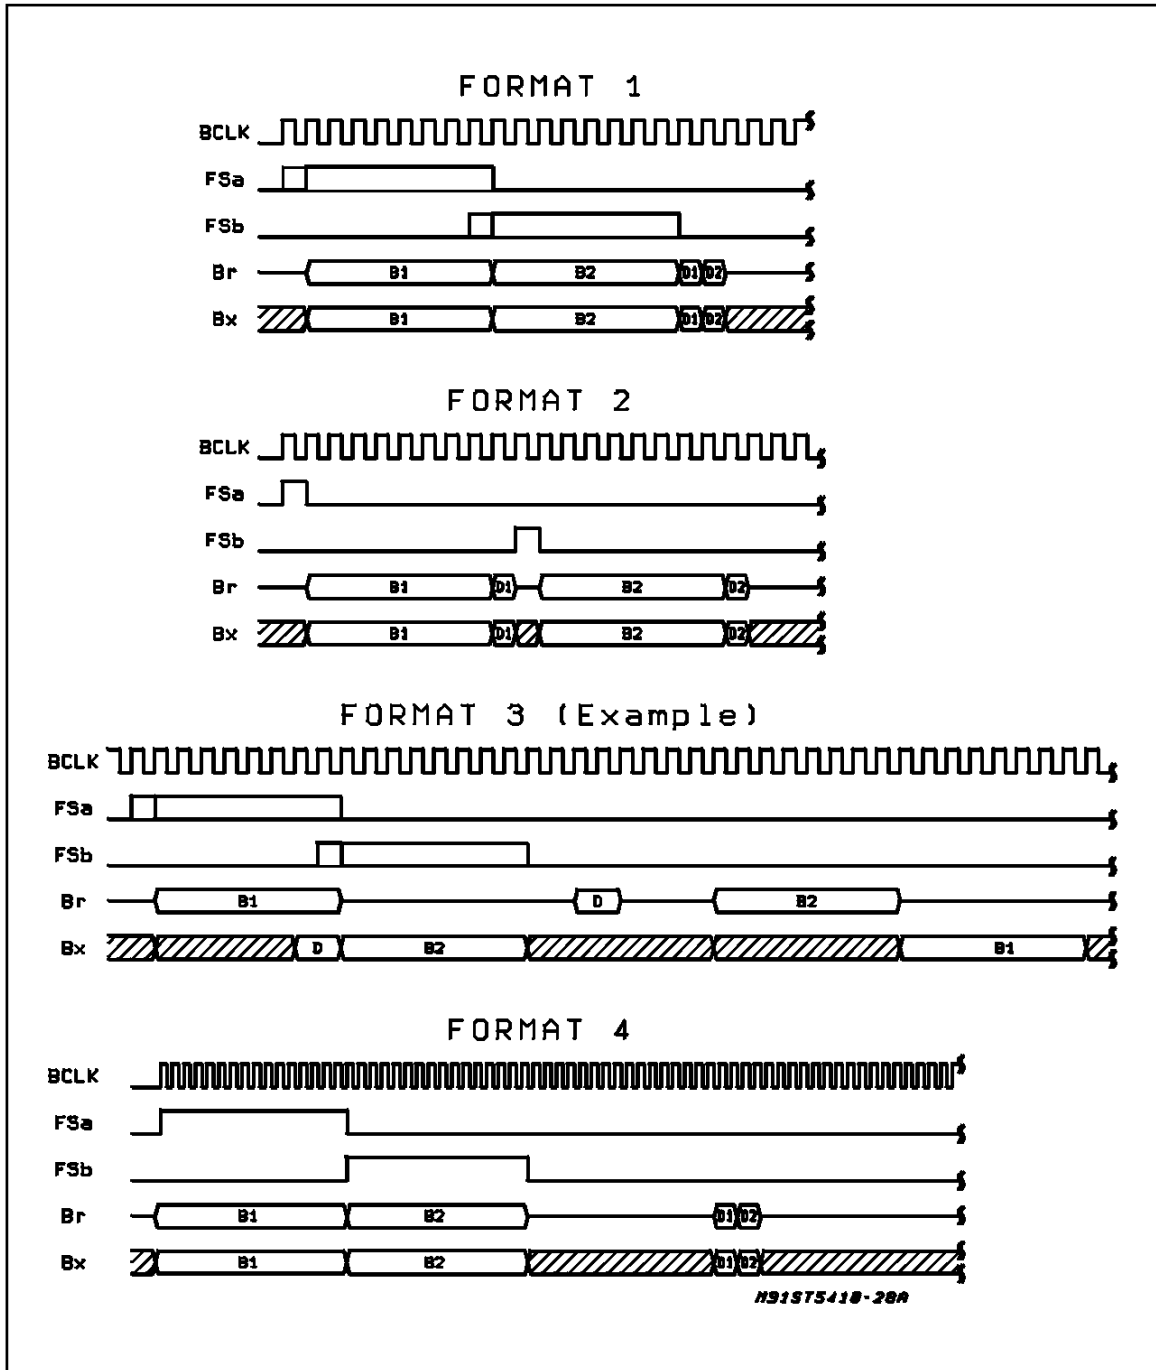 FORMAT 1
BCLK
FSa
FSb
Br B1 B2 D1 D2
Bx B1 B2 D1 D2
FORMAT 2
BCLK
FSa
FSb
Br B1 D1 B2 D2
Bx B1 D1 B2 D2
FORMAT 3 (Example)
BCLK
FSa
FSb
Br B1 D B2
Bx D B2 B1
FORMAT 4
BCLK
FSa
FSb
Br B1 B2 D1 D2
Bx B1 B2 D1 D2
M91ST5410-28A